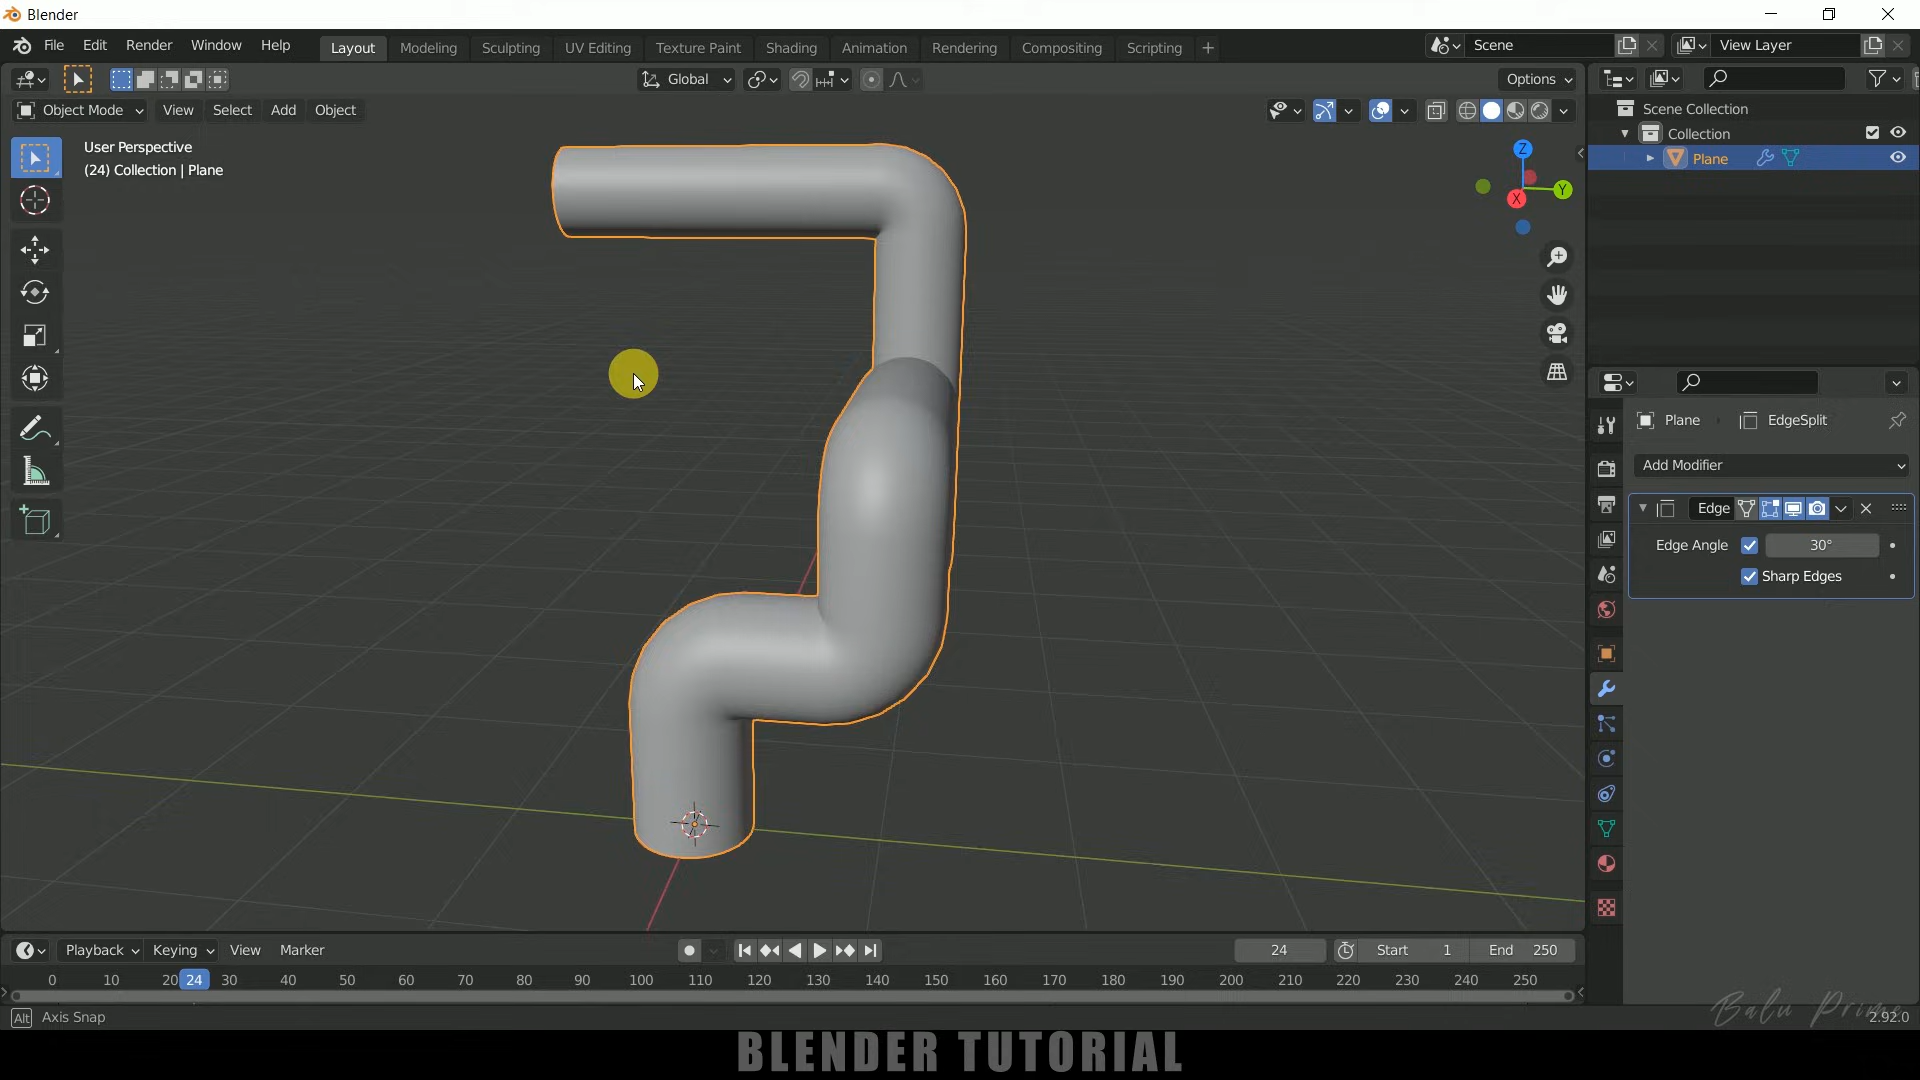 Blender
File Edit Render Window Help Layout Modeling Sculpting UV Editing Texture Paint Shading Animation Rendering Compositing Scripting + Scene View Layer
Global Options
Object Mode View Select Add Object
User Perspective
(24) Collection | Plane
Z
Y
X
Scene Collection
Collection
Plane
Plane EdgeSplit
Add Modifier
Edge
Edge Angle 30°
Sharp Edges
Playback Keying View Marker 24 Start 1 End 250
0 10 20 24 30 40 50 60 70 80 90 100 110 120 130 140 150 160 170 180 190 200 210 220 230 240 250
Alt Axis Snap
Balu Prime
2.92.0
BLENDER TUTORIAL